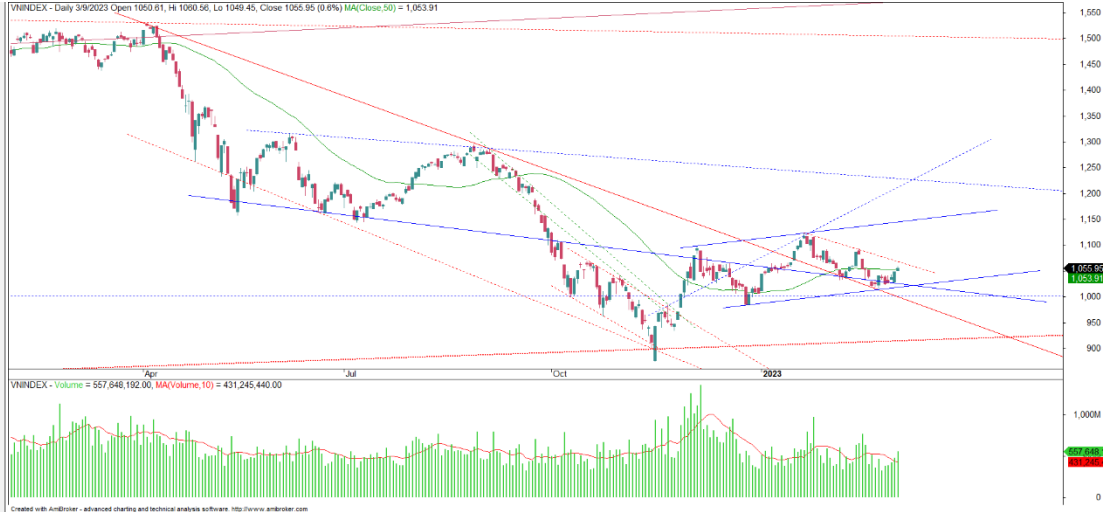 VNINDEX - Daily 3/9/2023 Open 1050.61, Hi 1060.56, Lo 1049.45, Close 1055.95 (0.6%) MA(Close,50) = 1,053.91
1,550
1,500
1,450
1,400
1,350
1,300
1,250
1,200
1,150
1,100
1,055.95
1,053.91
1,000
950
900
Apr
Jul
Oct
2023
VNINDEX - Volume = 557,648,192.00, MA(Volume,10) = 431,245,440.00
1,000M
557,648,
431,245,
0
Created with AmiBroker - advanced charting and technical analysis software. http://www.amibroker.com